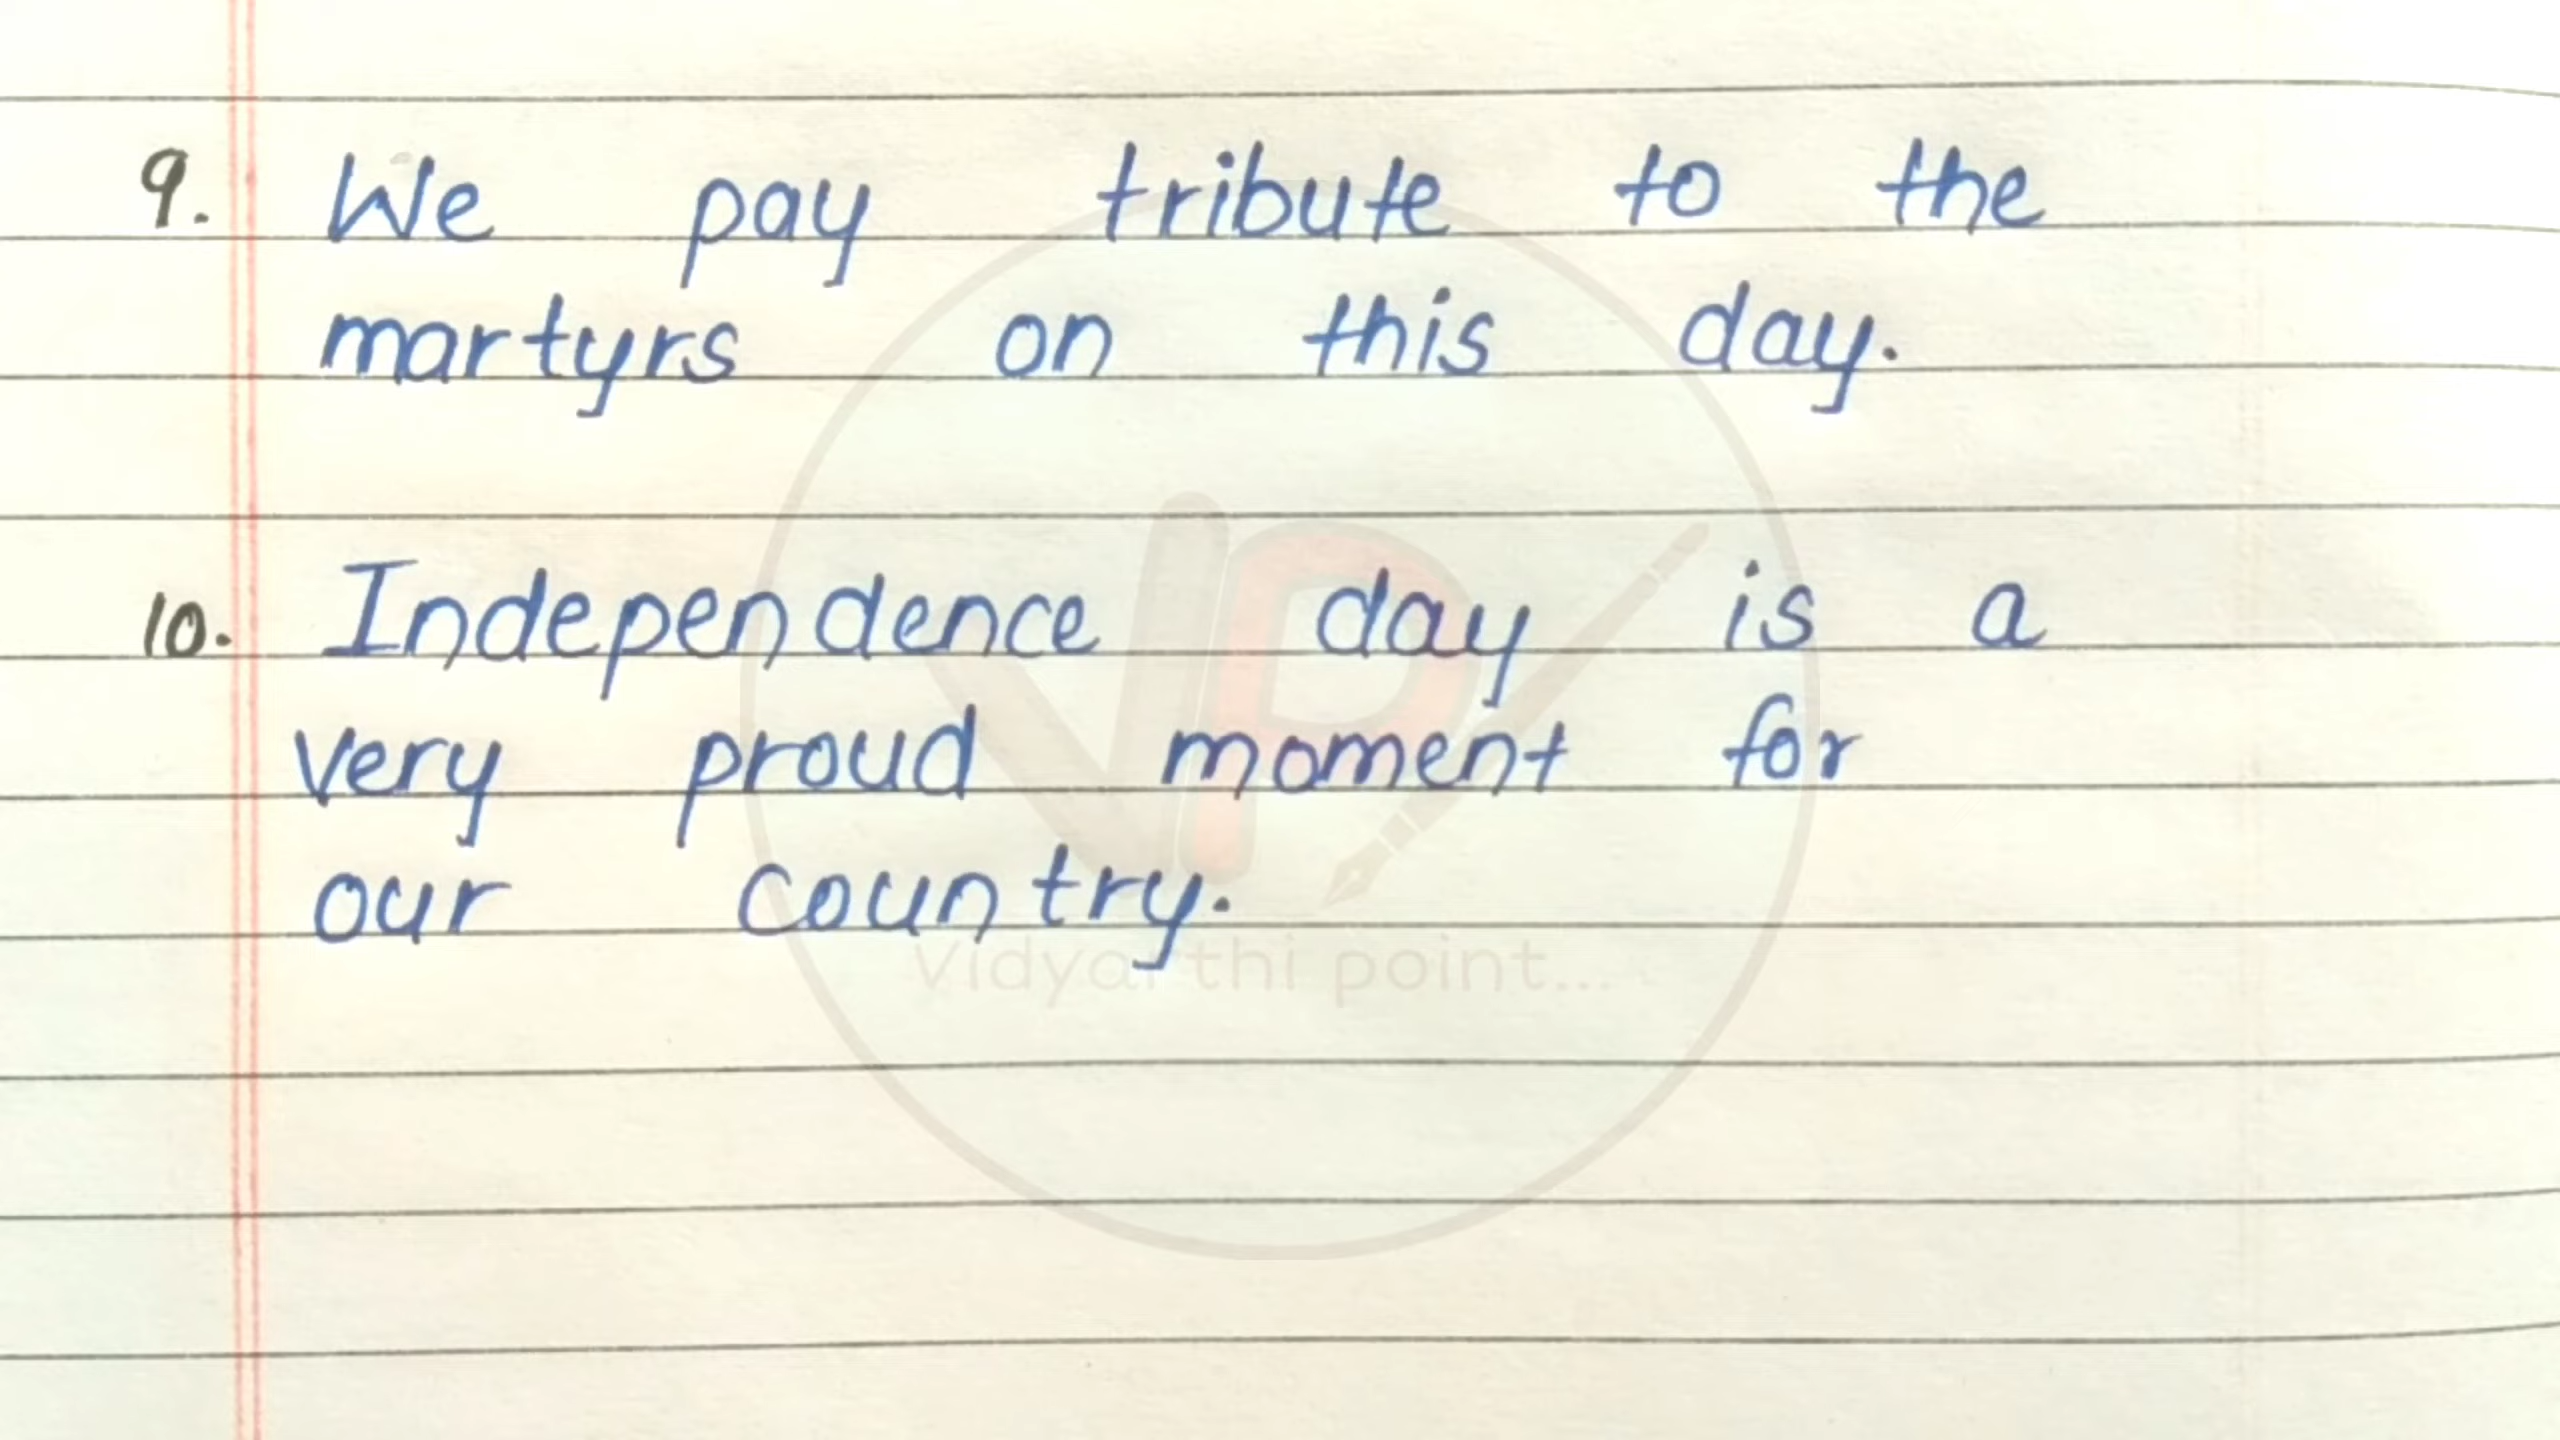 9. We pay tribute to the
martyrs on this day.
10. Independence day is a
very proud moment for
our country.
Vidyarthi point...